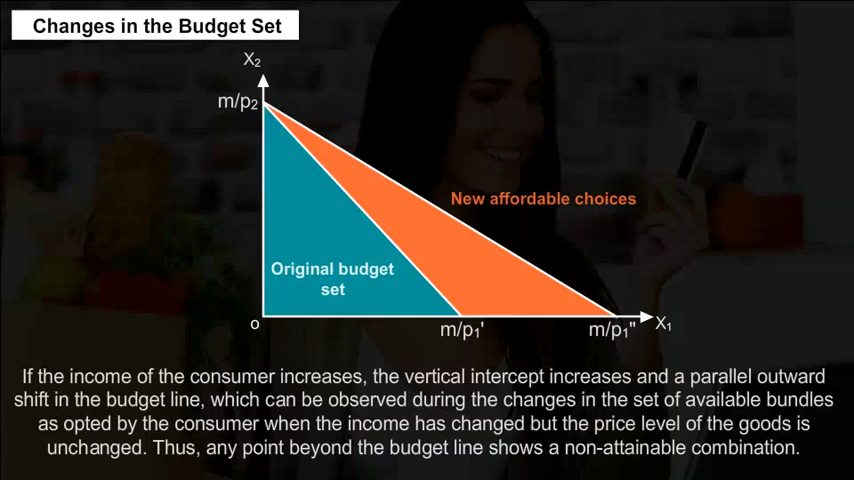 Changes in the Budget Set
X₂
m/p₂
New affordable choices
Original budget
set
o
m/p₁'
m/p₁"
X₁
If the income of the consumer increases, the vertical intercept increases and a parallel outward
shift in the budget line, which can be observed during the changes in the set of available bundles
as opted by the consumer when the income has changed but the price level of the goods is
unchanged. Thus, any point beyond the budget line shows a non-attainable combination.